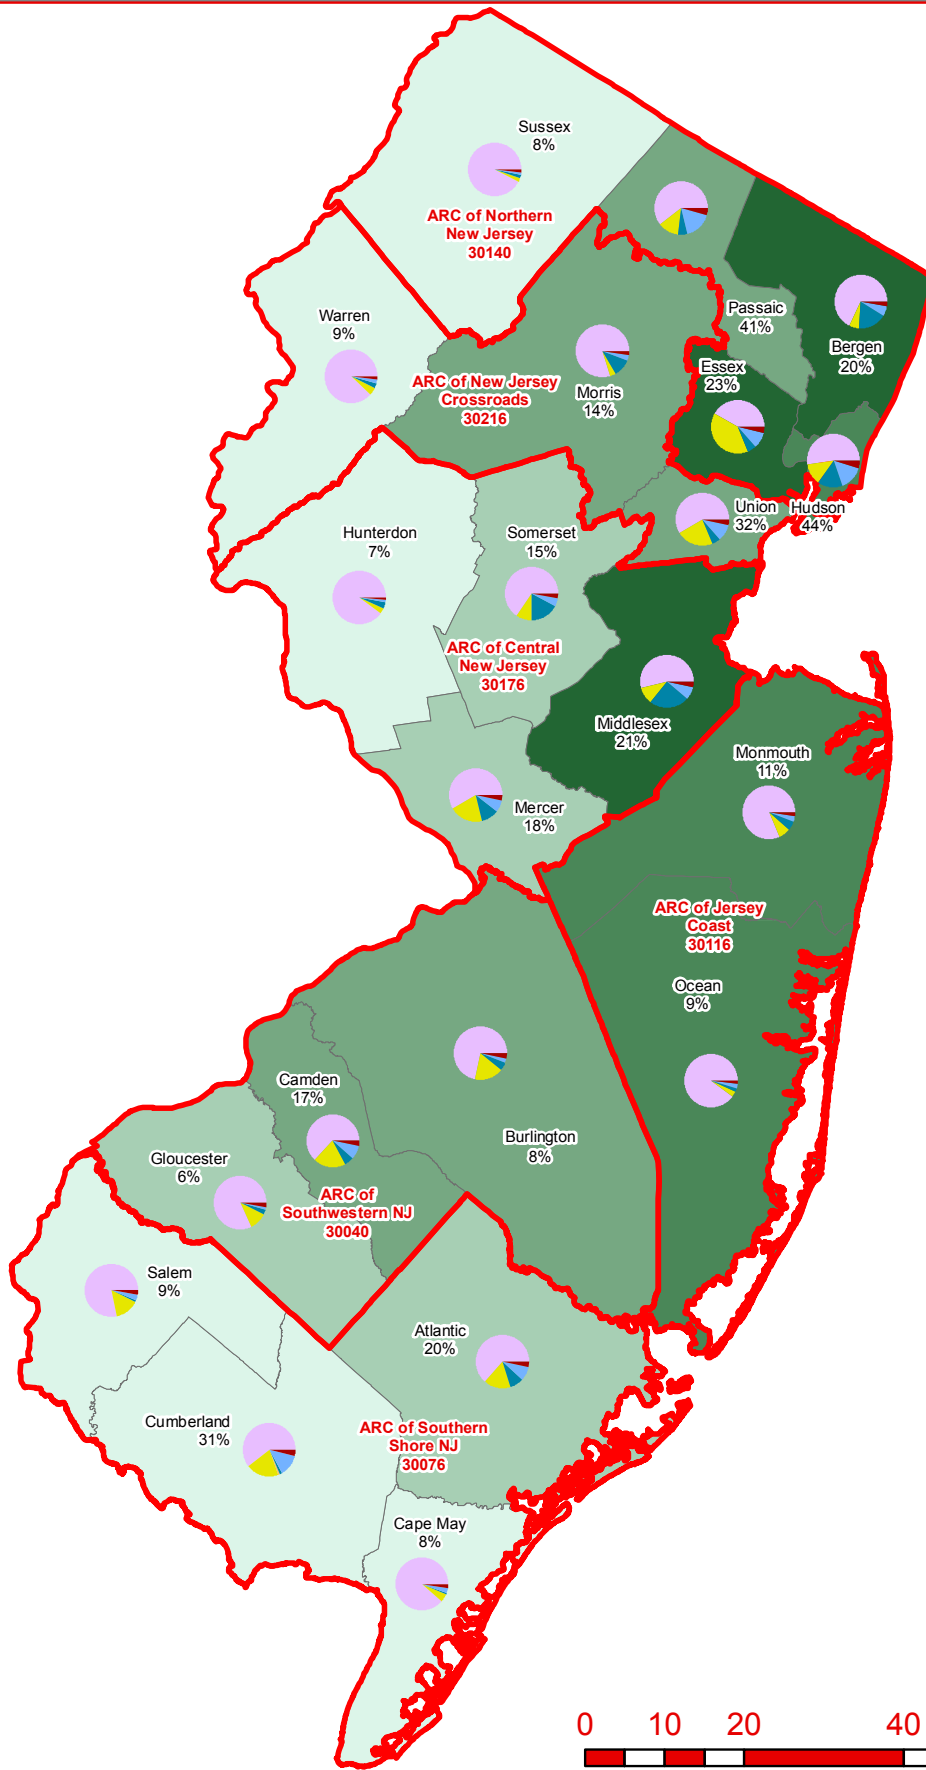 Sussex
8%
ARC of Northern
New Jersey
30140
Warren
9%
Passaic
41%
Bergen
20%
Essex
23%
ARC of New Jersey
Crossroads
30216
Morris
14%
Union
32%
Hudson
44%
Hunterdon
7%
Somerset
15%
ARC of Central
New Jersey
30176
Middlesex
21%
Monmouth
11%
Mercer
18%
ARC of Jersey
Coast
30116
Ocean
9%
Camden
17%
Burlington
8%
Gloucester
6%
ARC of
Southwestern NJ
30040
Salem
9%
Atlantic
20%
Cumberland
31%
ARC of Southern
Shore NJ
30076
Cape May
8%
0 10 20 40